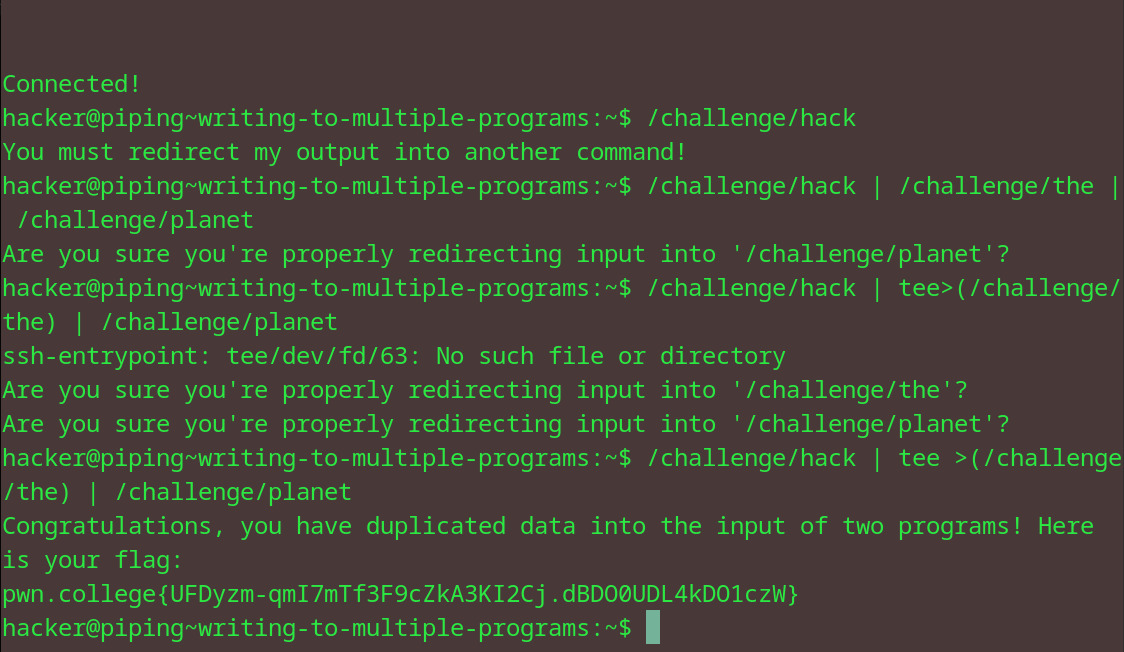 Connected!
hacker@piping~writing-to-multiple-programs:~$ /challenge/hack
You must redirect my output into another command!
hacker@piping~writing-to-multiple-programs:~$ /challenge/hack | /challenge/the |
 /challenge/planet
Are you sure you're properly redirecting input into '/challenge/planet'?
hacker@piping~writing-to-multiple-programs:~$ /challenge/hack | tee>(/challenge/
the) | /challenge/planet
ssh-entrypoint: tee/dev/fd/63: No such file or directory
Are you sure you're properly redirecting input into '/challenge/the'?
Are you sure you're properly redirecting input into '/challenge/planet'?
hacker@piping~writing-to-multiple-programs:~$ /challenge/hack | tee >(/challenge
/the) | /challenge/planet
Congratulations, you have duplicated data into the input of two programs! Here
is your flag:
pwn.college{UFDyzm-qmI7mTf3F9cZkA3KI2Cj.dBDO0UDL4kDO1czW}
hacker@piping~writing-to-multiple-programs:~$